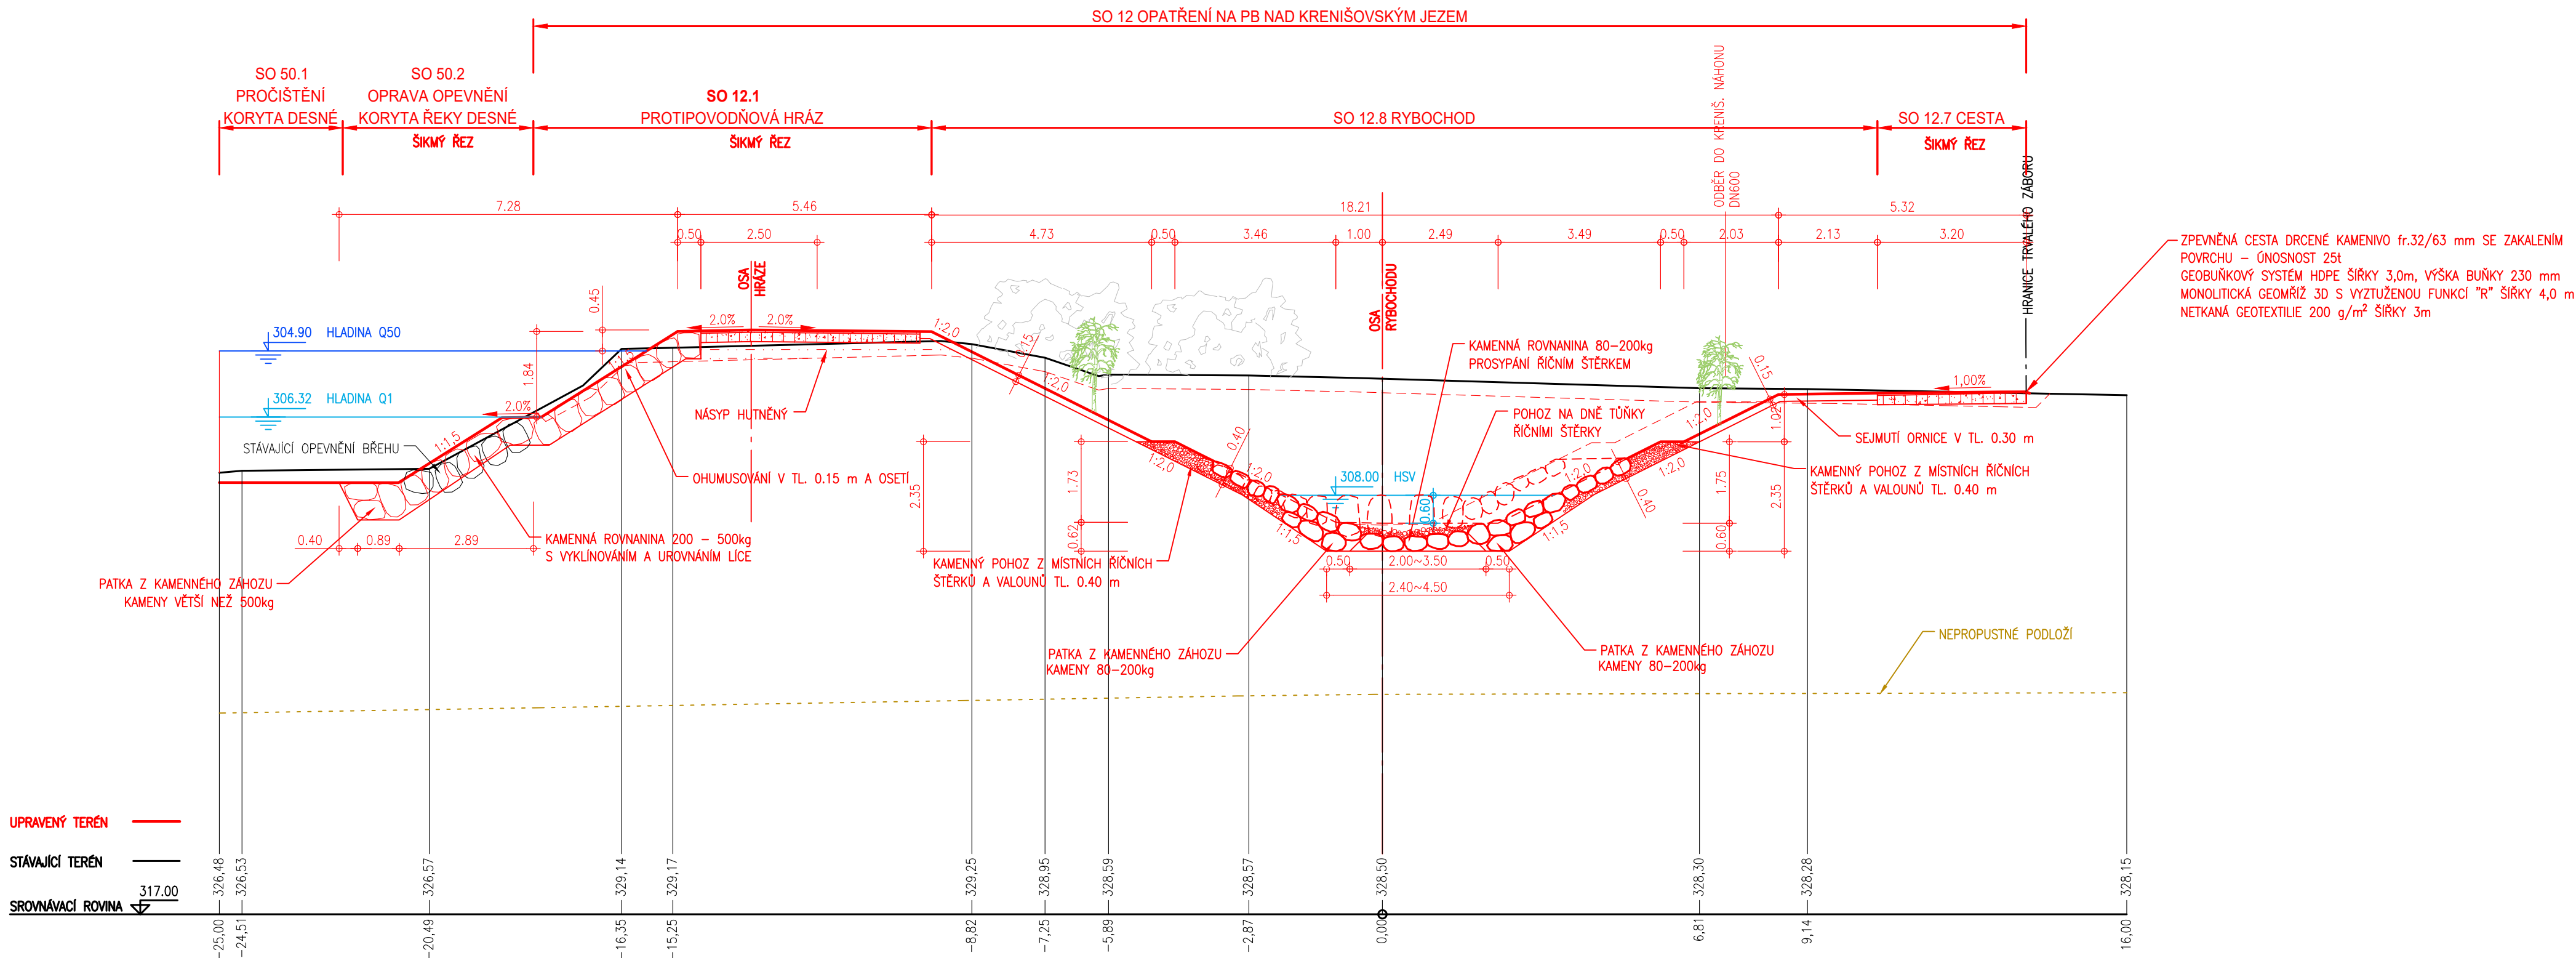 SO 12 OPATŘENÍ NA PB NAD KRENIŠOVSKÝM JEZEM
SO 50.1
PROČIŠTĚNÍ
KORYTA DESNÉ
SO 50.2
OPRAVA OPEVNĚNÍ
KORYTA ŘEKY DESNÉ
ŠIKMÝ ŘEZ
SO 12.1
PROTIPOVODŇOVÁ HRÁZ
ŠIKMÝ ŘEZ
SO 12.8 RYBOCHOD
SO 12.7 CESTA
ŠIKMÝ ŘEZ
ODBĚR DO KRENIŠ. NÁHONU
DN600
HRANICE TRVALÉHO ZÁBORU
7.28
5.46
18.21
5.32
0.50
2.50
4.73
0.50
3.46
1.00
2.49
3.49
0.50
2.03
2.13
3.20
OSA
HRÁZE
OSA
RYBOCHODU
ZPEVNĚNÁ CESTA DRCENÉ KAMENIVO fr.32/63 mm SE ZAKALENÍM
POVRCHU – ÚNOSNOST 25t
GEOBUŇKOVÝ SYSTÉM HDPE ŠÍŘKY 3,0m, VÝŠKA BUŇKY 230 mm
MONOLITICKÁ GEOMŘÍŽ 3D S VYZTUŽENOU FUNKCÍ "R" ŠÍŘKY 4,0 m
NETKANÁ GEOTEXTILIE 200 g/m² ŠÍŘKY 3m
0.45
2.0%
2.0%
1:2,0
0.15
1:2,0
304.90 HLADINA Q50
1:1,5
1.84
306.32 HLADINA Q1
2.0%
STÁVAJÍCÍ OPEVNĚNÍ BŘEHU
1:1,5
NÁSYP HUTNĚNÝ
OHUMUSOVÁNÍ V TL. 0.15 m A OSETÍ
KAMENNÁ ROVNANINA 80–200kg
PROSYPÁNÍ ŘÍČNÍM ŠTĚRKEM
POHOZ NA DNĚ TŮŇKY
ŘÍČNÍMI ŠTĚRKY
1,00%
0.15
1:2,0
1.02
SEJMUTÍ ORNICE V TL. 0.30 m
KAMENNÝ POHOZ Z MÍSTNÍCH ŘÍČNÍCH
ŠTĚRKŮ A VALOUNŮ TL. 0.40 m
2.35
1.73
0.62
1:2,0
0.40
1:2,0
1:1,5
308.00 HSV
0.60
1:2,0
0.40
1:2,0
1:1,5
1.75
0.60
2.35
0.40
0.89
2.89
KAMENNÁ ROVNANINA 200 – 500kg
S VYKLÍNOVÁNÍM A UROVNÁNÍM LÍCE
PATKA Z KAMENNÉHO ZÁHOZU
KAMENY VĚTŠÍ NEŽ 500kg
KAMENNÝ POHOZ Z MÍSTNÍCH ŘÍČNÍCH
ŠTĚRKŮ A VALOUNŮ TL. 0.40 m
0.50
2.00~3.50
0.50
2.40~4.50
PATKA Z KAMENNÉHO ZÁHOZU
KAMENY 80–200kg
PATKA Z KAMENNÉHO ZÁHOZU
KAMENY 80–200kg
NEPROPUSTNÉ PODLOŽÍ
UPRAVENÝ TERÉN
STÁVAJÍCÍ TERÉN
SROVNÁVACÍ ROVINA
317.00
326,48
326,53
326,57
329,14
329,17
329,25
328,95
328,59
328,57
328,50
328,30
328,28
328,15
-25,00
-24,51
-20,49
-16,35
-15,25
-8,82
-7,25
-5,89
-2,87
0,00
6,81
9,14
16,00